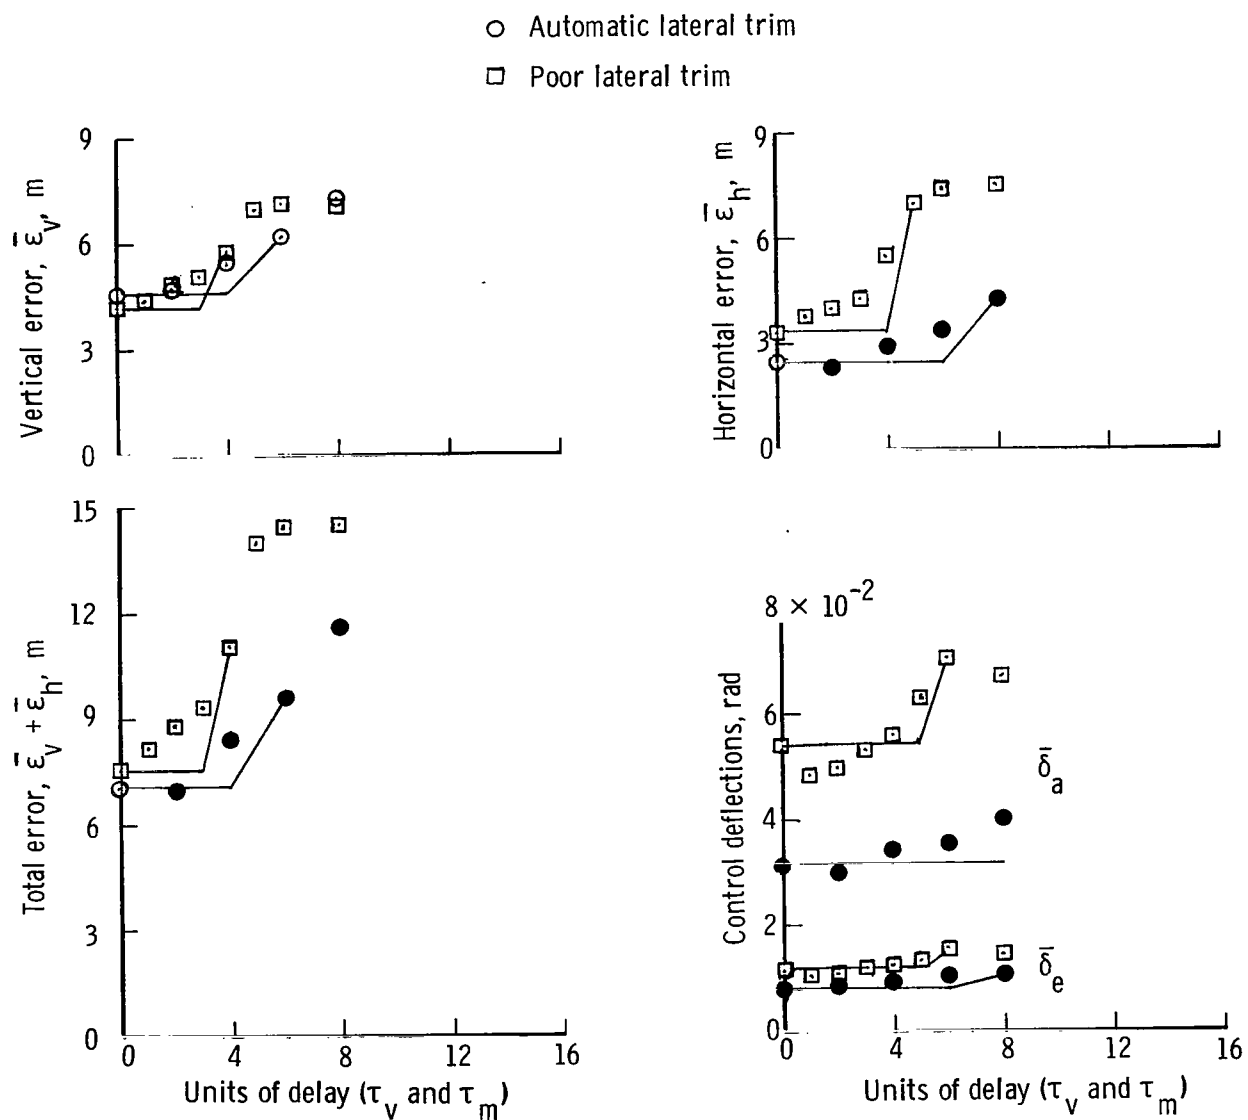 Automatic lateral trim
Poor lateral trim
Vertical error, ε̄v, m
9
6
3
0
Horizontal error, ε̄h, m
9
6
3
0
Total error, ε̄v + ε̄h, m
15
12
9
6
3
0
0 4 8 12 16
Units of delay (τv and τm)
Control deflections, rad
8 × 10⁻²
6
4
2
0
δ̄a
δ̄e
0 4 8 12 16
Units of delay (τv and τm)